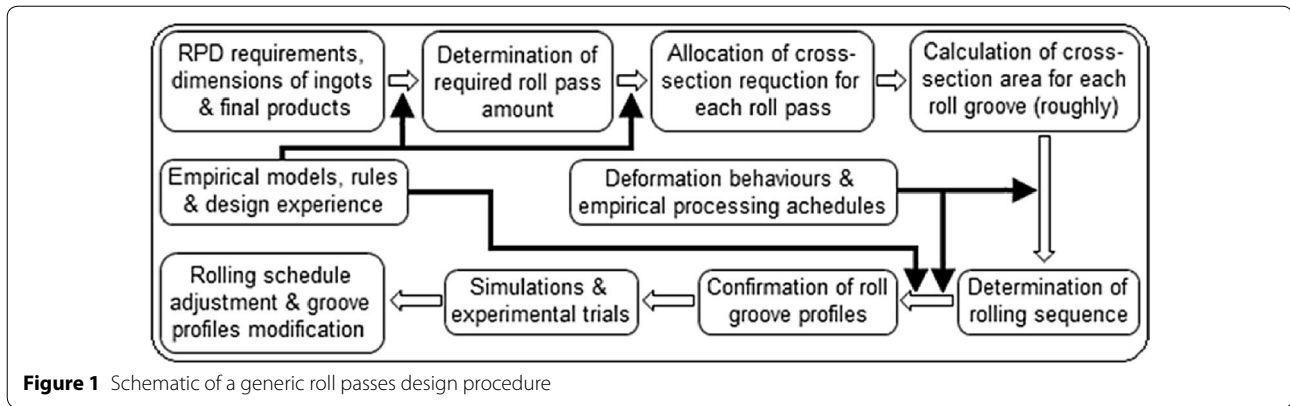 RPD requirements,
dimensions of ingots
& final products
Determination of
required roll pass
amount
Allocation of cross-
section requction for
each roll pass
Calculation of cross-
section area for each
roll groove (roughly)
Empirical models, rules
& design experience
Deformation behaviours &
empirical processing achedules
Rolling schedule
adjustment & groove
profiles modification
Simulations &
experimental trials
Confirmation of roll
groove profiles
Determination of
rolling sequence
Figure 1 Schematic of a generic roll passes design procedure